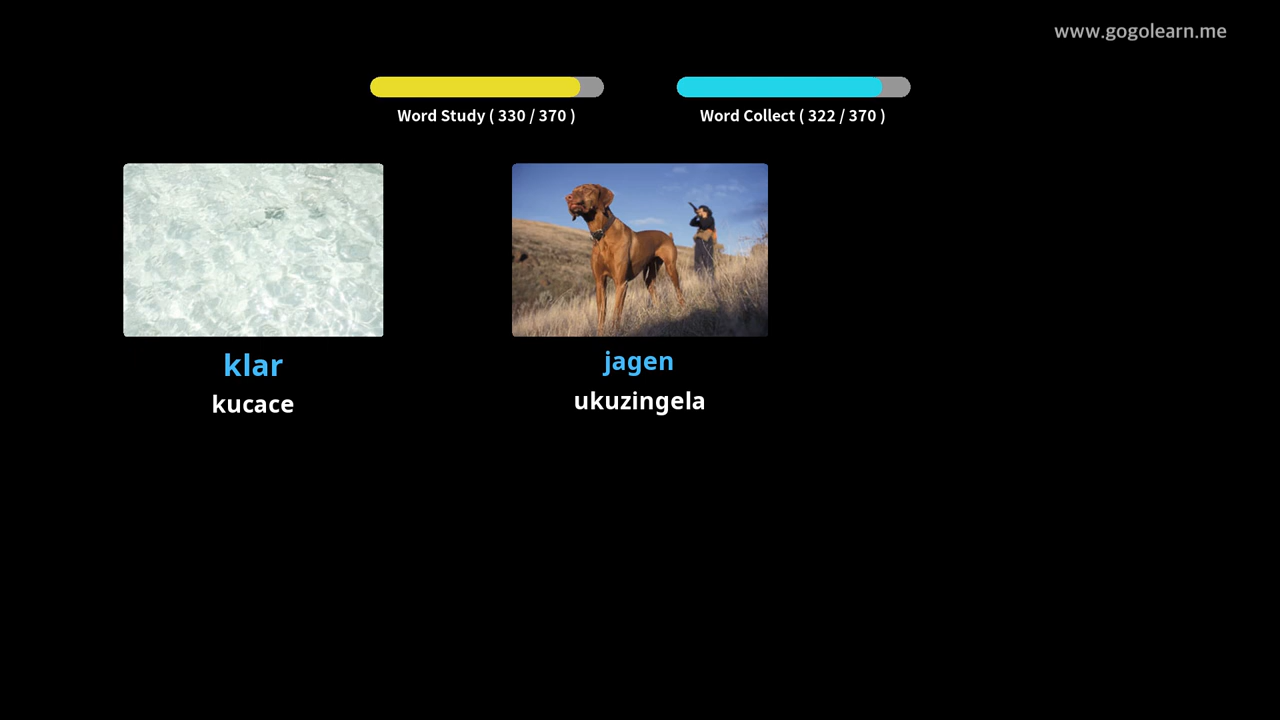 www.gogolearn.me
Word Study ( 330 / 370 )
Word Collect ( 322 / 370 )
klar
kucace
jagen
ukuzingela